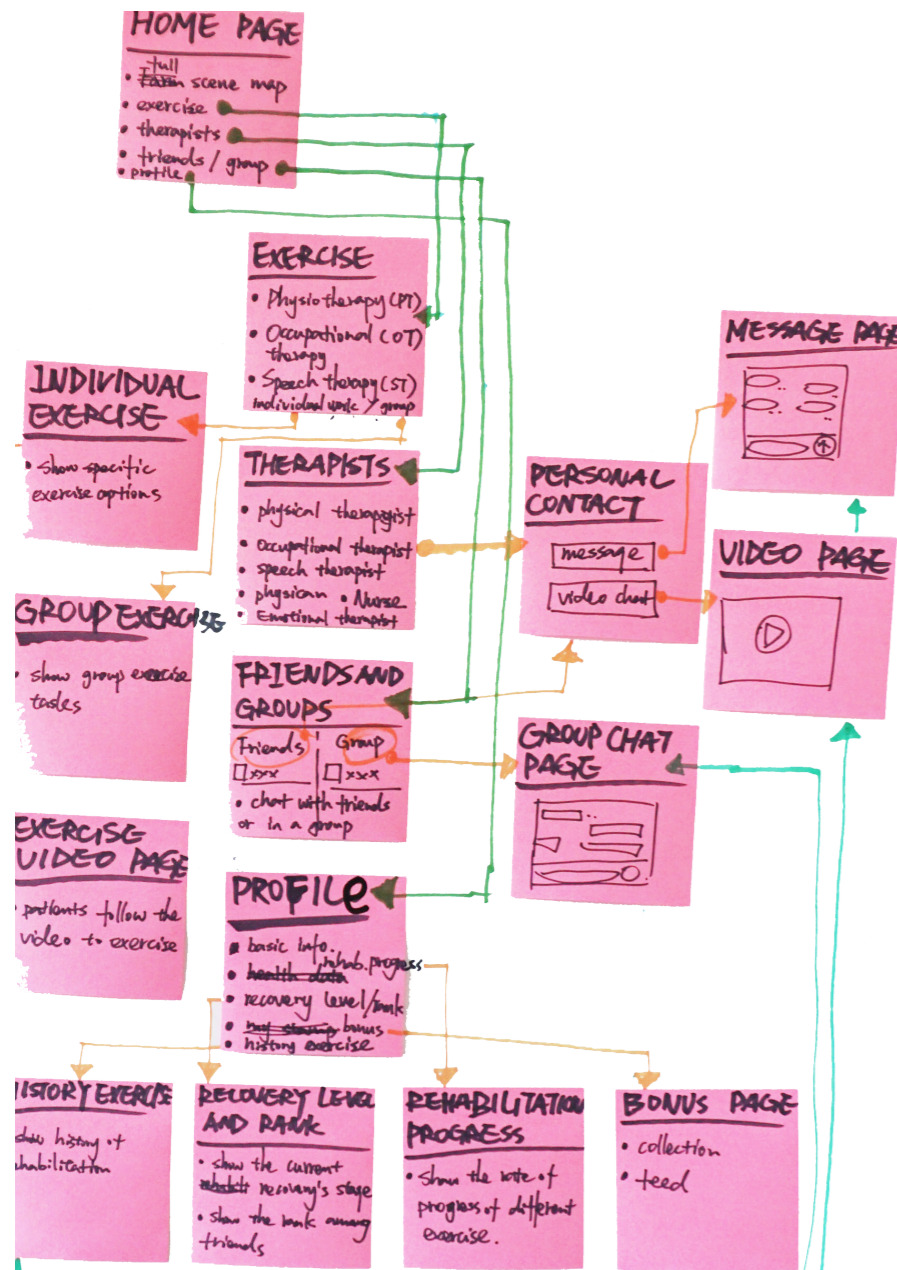 HOME PAGE
full
scene map
• exercise
• therapists
• friends / group
• profile
EXERCISE
• Physiotherapy (PT)
• Occupational (OT)
therapy
• Speech therapy (ST)
individual work / group
INDIVIDUAL
EXERCISE
• show specific
exercise options
THERAPISTS
• physical therapist
• Occupational therapist
• speech therapist
• physican • Nurse
• Emotional therapist
PERSONAL
CONTACT
message
video chat
MESSAGE PAGE
VIDEO PAGE
GROUP EXERCISE
• show group exercise
tasks
FRIENDS AND
GROUPS
Friends
Group
xxx
xxx
• chat with friends
or in a group
GROUP CHAT
PAGE
EXERCISE
VIDEO PAGE
• patients follow the
video to exercise
PROFILe
• basic info.
• health data rehab. progress
• recovery level/rank
• my stamp bonus
• history exercise
HISTORY EXERCISE
show history of
rehabilitation
RECOVERY LEVEL
AND RANK
• show the current
recovery's stage
• show the rank among
friends
REHABILITATION
PROGRESS
• show the rate of
progress of different
exercise.
BONUS PAGE
• collection
• feed